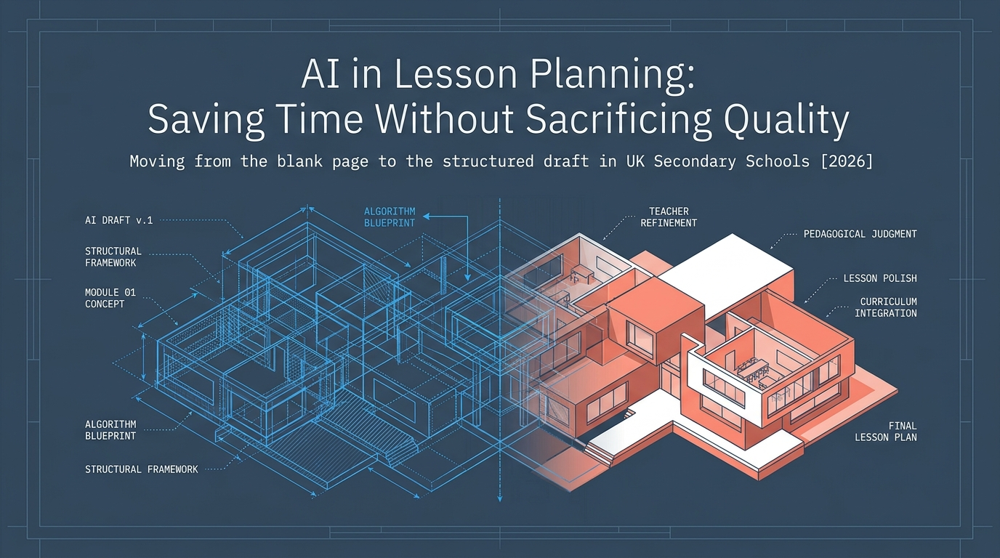 AI in Lesson Planning:
Saving Time Without Sacrificing Quality
Moving from the blank page to the structured draft in UK Secondary Schools [2026]
AI DRAFT v.1
STRUCTURAL
FRAMEWORK
MODULE 01
CONCEPT
ALGORITHM
BLUEPRINT
STRUCTURAL FRAMEWORK
ALGORITHM
BLUEPRINT
TEACHER
REFINEMENT
PEDAGOGICAL JUDGMENT
LESSON POLISH
CURRICULUM
INTEGRATION
FINAL
LESSON PLAN